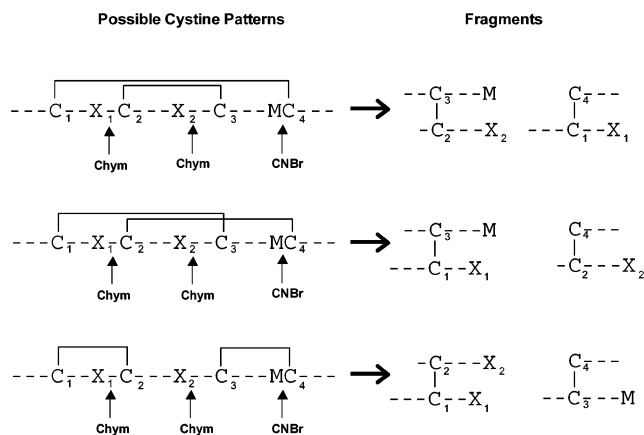 Possible Cystine Patterns Fragments
---C₁---X₁-C₂---X₂-C₃---MC₄---
Chym Chym CNBr
--C₃---M
--C₂---X₂
C₄---
---C₁--X₁
---C₁---X₁-C₂---X₂-C₃---MC₄---
Chym Chym CNBr
--C₃---M
---C₁--X₁
C₄---
--C₂---X₂
---C₁---X₁-C₂---X₂-C₃---MC₄---
Chym Chym CNBr
--C₂---X₂
---C₁--X₁
C₄---
--C₃---M